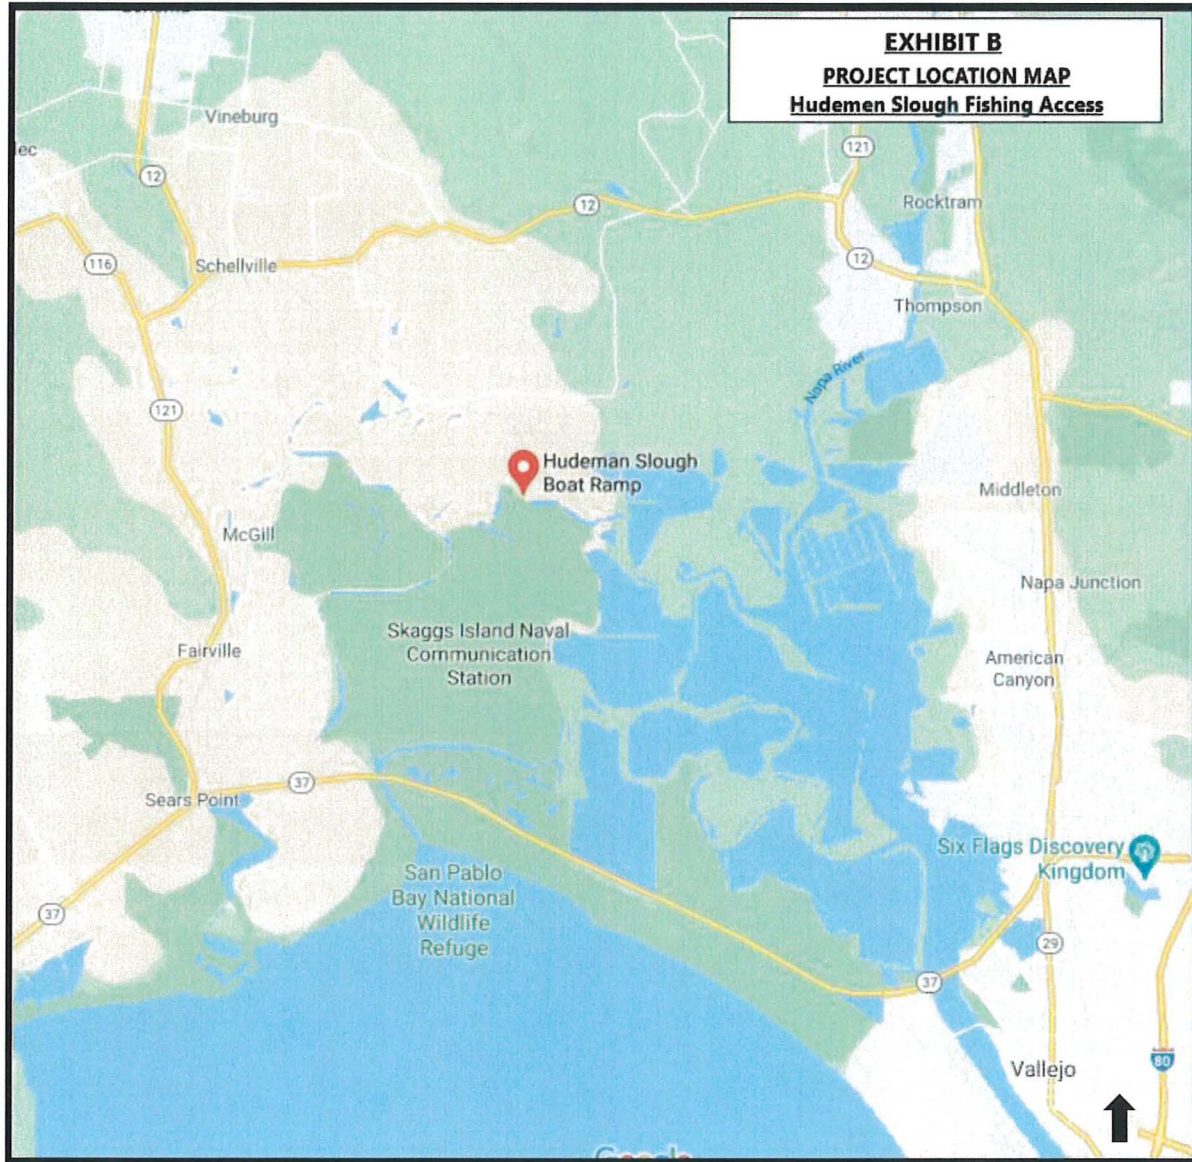 EXHIBIT B
PROJECT LOCATION MAP
Hudemen Slough Fishing Access
Vineburg
12
121
12
Rocktram
116
Schellville
12
Thompson
Napa River
121
Hudeman Slough
Boat Ramp
Middleton
McGill
Napa Junction
Skaggs Island Naval
Communication
Station
Fairville
American
Canyon
37
Sears Point
Six Flags Discovery
Kingdom
San Pablo
Bay National
Wildlife
Refuge
37
29
37
Vallejo
80